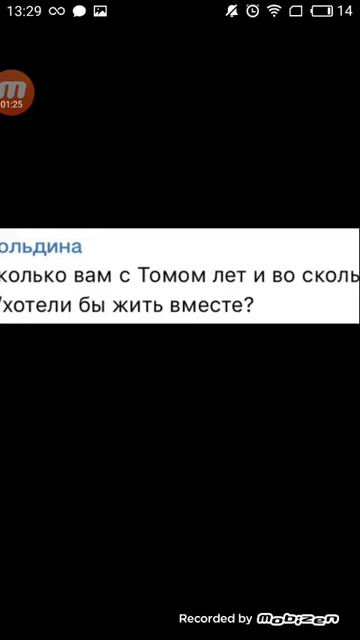 13:29 14
01:25
ольдина
колько вам с Томом лет и во сколь
/хотели бы жить вместе?
Recorded by mobizen